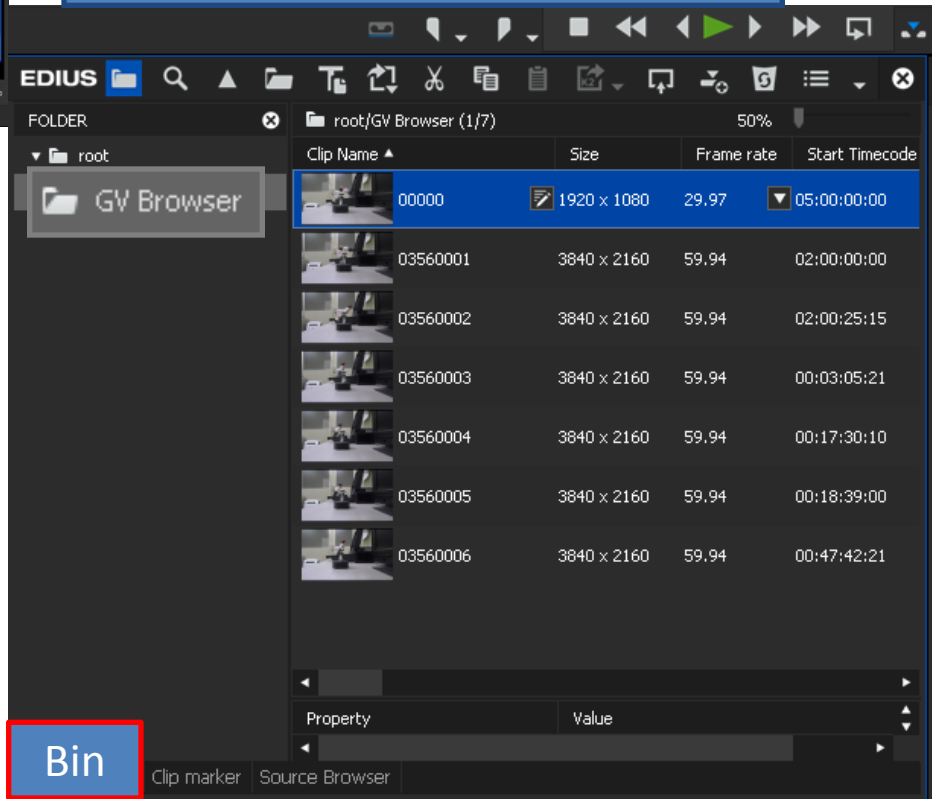 EDIUS
FOLDER root/GV Browser (1/7) 50%
root
GV Browser
Clip Name Size Frame rate Start Timecode
00000 1920 x 1080 29.97 05:00:00:00
03560001 3840 x 2160 59.94 02:00:00:00
03560002 3840 x 2160 59.94 02:00:25:15
03560003 3840 x 2160 59.94 00:03:05:21
03560004 3840 x 2160 59.94 00:17:30:10
03560005 3840 x 2160 59.94 00:18:39:00
03560006 3840 x 2160 59.94 00:47:42:21
Property Value
Bin Clip marker Source Browser